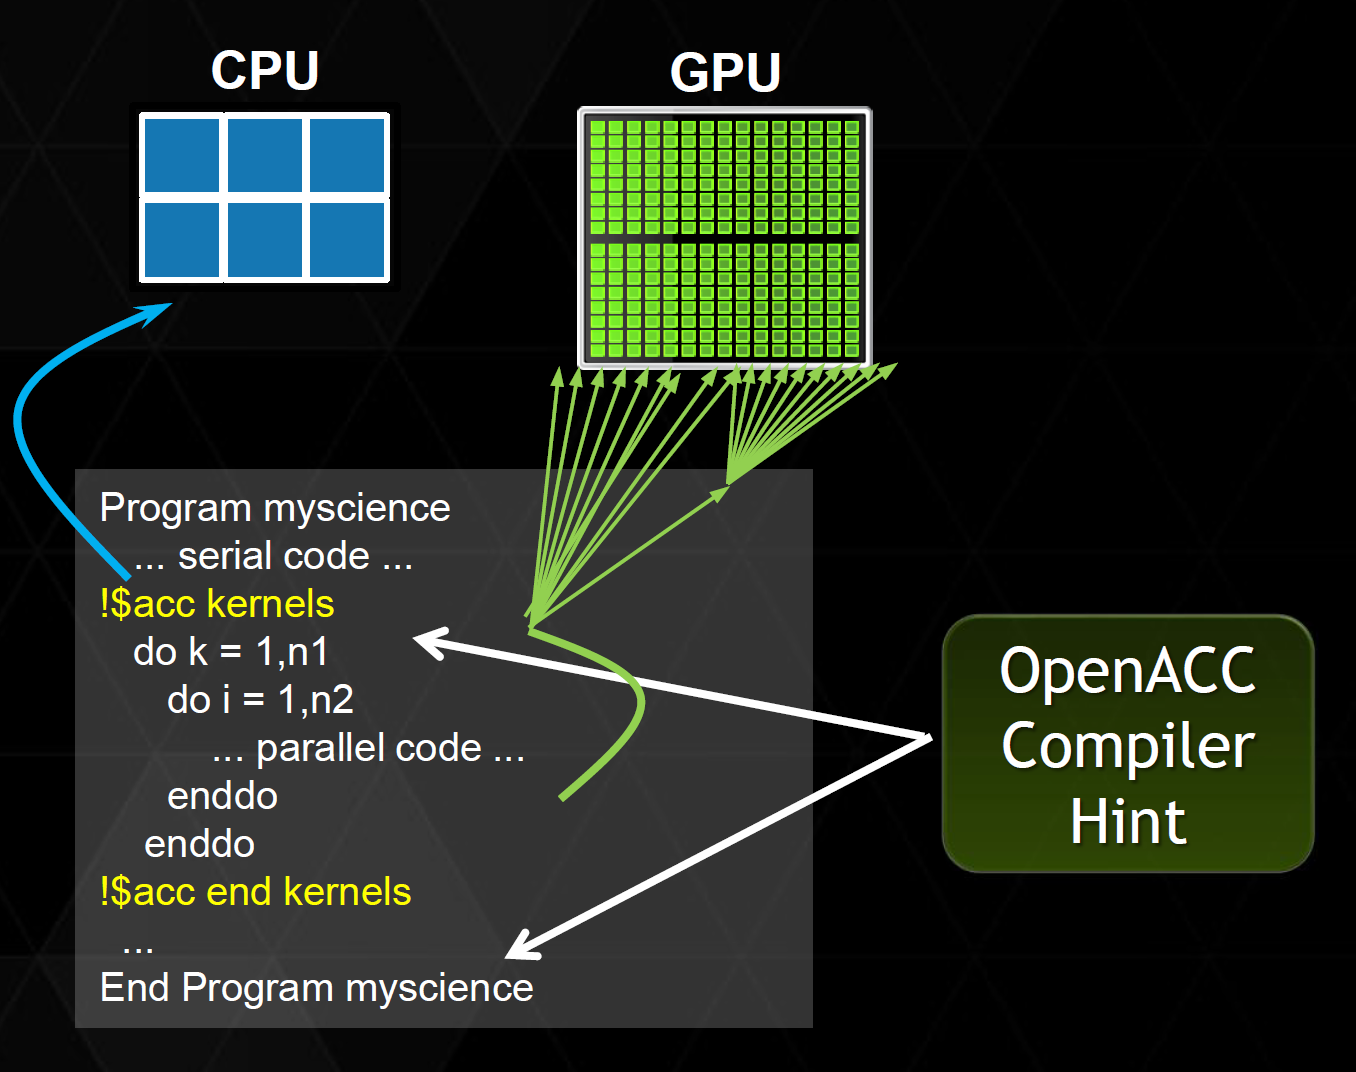 CPU
GPU
Program myscience
... serial code ...
!$acc kernels
do k = 1,n1
do i = 1,n2
... parallel code ...
enddo
enddo
!$acc end kernels
...
End Program myscience
OpenACC
Compiler
Hint